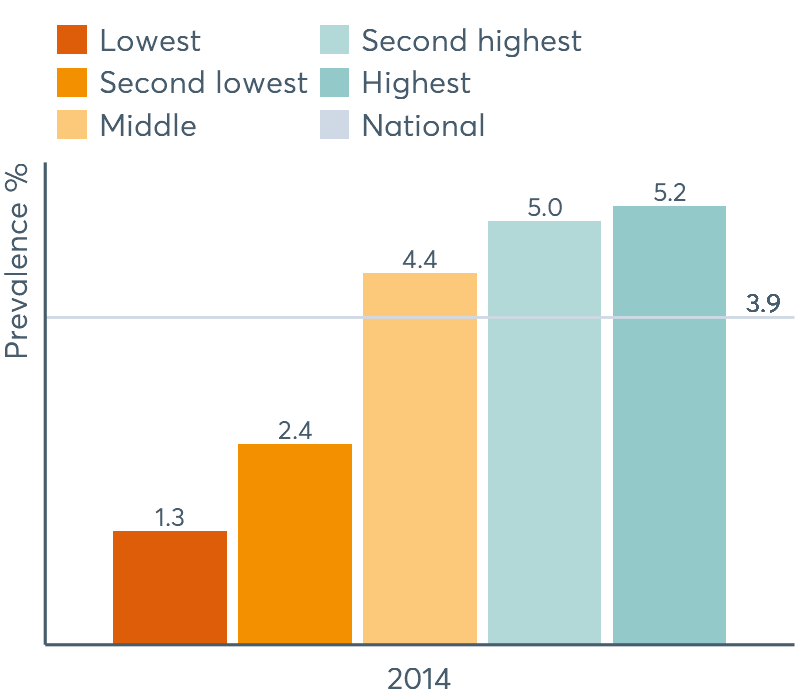 Lowest
Second lowest
Middle
Second highest
Highest
National
Prevalence %
1.3
2.4
4.4
5.0
5.2
3.9
2014